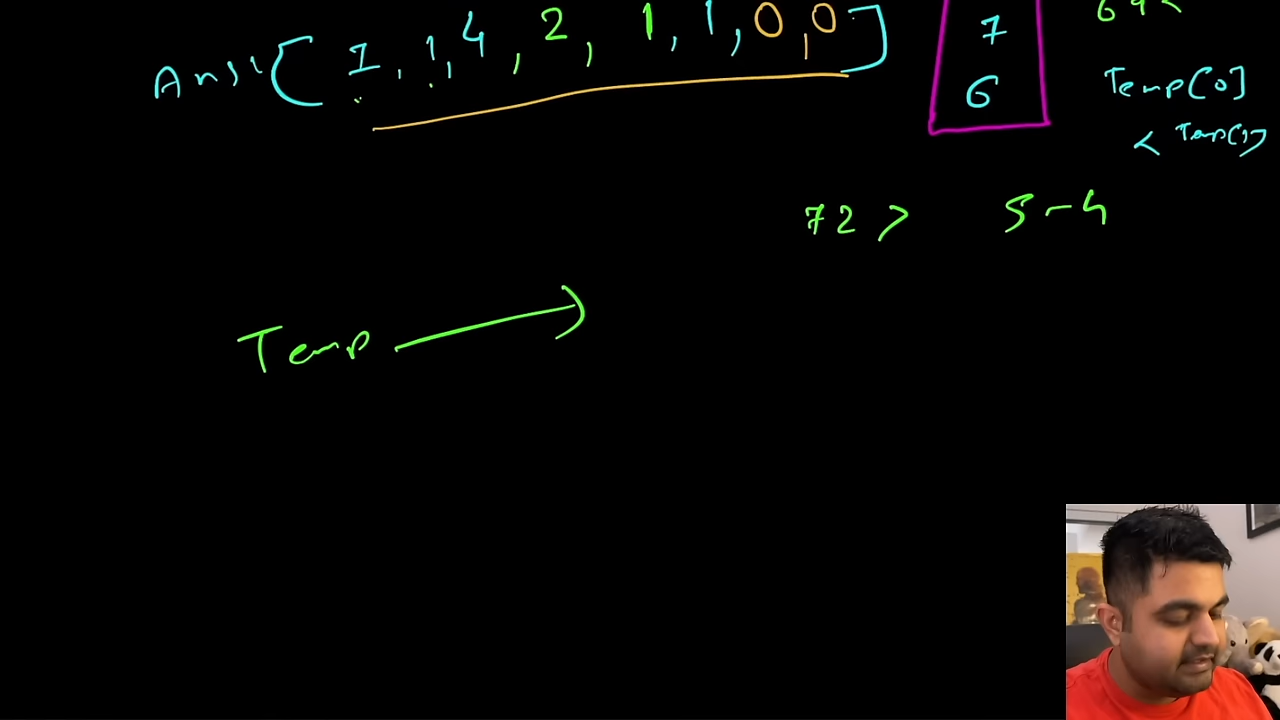 Ans: [ 1, 1, 4, 2, 1, 1, 0, 0 ]
7
6
Temp[0]
< Temp[1]
72 > 5-4
Temp →